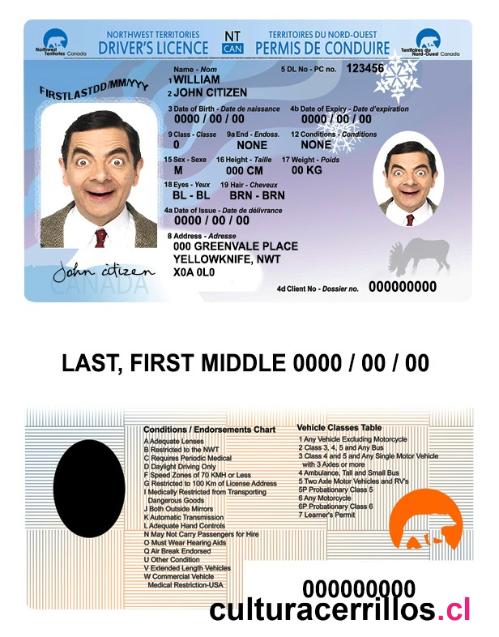 NORTHWEST TERRITORIES
DRIVER'S LICENCE
NT
CAN
TERRITOIRES DU NORD-OUEST
PERMIS DE CONDUIRE
Northwest
Territories Canada
Territoires du
Nord-Ouest Canada
Name - Nom
5 DL No - PC no. 123456
1 WILLIAM
2 JOHN CITIZEN
FIRSTLASTDD/MM/YYY
3 Date of Birth - Date de naissance
4b Date of Expiry - Date d'expiration
0000 / 00 / 00
0000 / 00 / 00
9 Class - Classe
9a End - Endoss.
12 Conditions - Conditions
0
NONE
NONE
15 Sex - Sexe
16 Height - Taille
17 Weight - Poids
M
000 CM
00 KG
18 Eyes - Yeux
19 Hair - Cheveux
BL - BL
BRN - BRN
4a Date of Issue - Date de délivrance
0000 / 00 / 00
8 Address - Adresse
000 GREENVALE PLACE
YELLOWKNIFE, NWT
X0A 0L0
John citizen
CANADA
4d Client No - Dossier no. 000000000
LAST, FIRST MIDDLE 0000 / 00 / 00
Conditions / Endorsements Chart
A Adequate Lenses
B Restricted to the NWT
C Requires Periodic Medical
D Daylight Driving Only
F Speed Zones of 70 KMH or Less
G Restricted to 100 Km of License Address
I Medically Restricted from Transporting
Dangerous Goods
J Both Outside Mirrors
K Automatic Transmission
L Adequate Hand Controls
N May Not Carry Passengers for Hire
O Must Wear Hearing Aids
Q Air Break Endorsed
U Other Condition
V Extended Length Vehicles
W Commercial Vehicle
Medical Restriction-USA
Vehicle Classes Table
1 Any Vehicle Excluding Motorcycle
2 Class 3, 4, 5 and Any Bus
3 Class 4 and 5 and Any Single Motor Vehicle
with 3 Axles or more
4 Ambulance, Tall and Small Bus
5 Two Axle Motor Vehicles and RV's
5P Probationary Class 5
6 Any Motorcycle
6P Probationary Class 6
7 Learner's Permit
000000000
culturacerrillos.cl